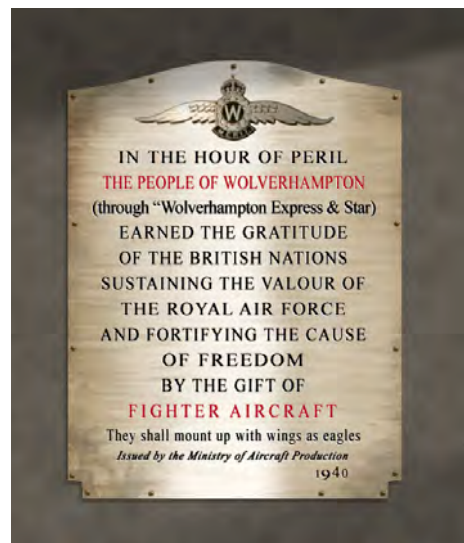 W
IN THE HOUR OF PERIL
THE PEOPLE OF WOLVERHAMPTON
(through “Wolverhampton Express & Star)
EARNED THE GRATITUDE
OF THE BRITISH NATIONS
SUSTAINING THE VALOUR OF
THE ROYAL AIR FORCE
AND FORTIFYING THE CAUSE
OF FREEDOM
BY THE GIFT OF
FIGHTER AIRCRAFT
They shall mount up with wings as eagles
Issued by the Ministry of Aircraft Production
1940